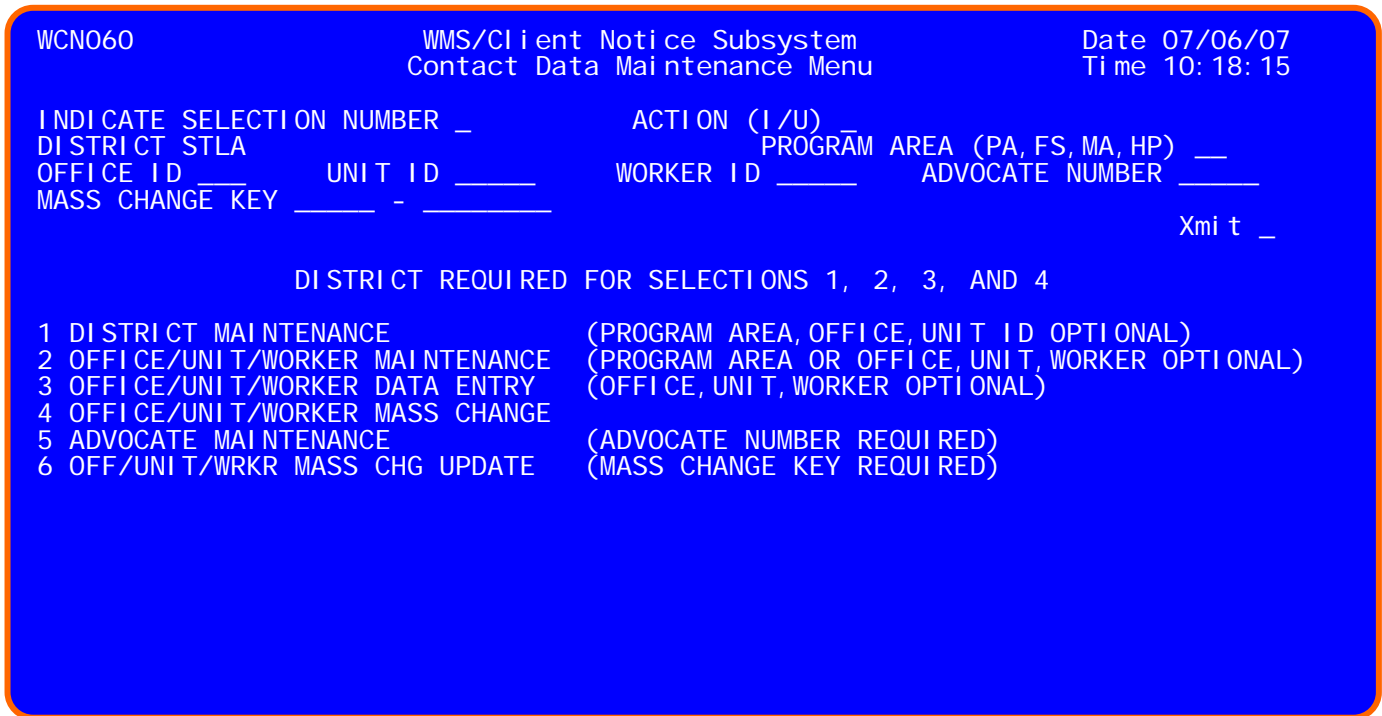 WCN060 WMS/Client Notice Subsystem Date 07/06/07
Contact Data Maintenance Menu Time 10:18:15
INDICATE SELECTION NUMBER _ ACTION (I/U) _
DISTRICT STLA PROGRAM AREA (PA,FS,MA,HP) __
OFFICE ID ___ UNIT ID _____ WORKER ID _____ ADVOCATE NUMBER _____
MASS CHANGE KEY _____ - ________
Xmit _
DISTRICT REQUIRED FOR SELECTIONS 1, 2, 3, AND 4
1 DISTRICT MAINTENANCE (PROGRAM AREA,OFFICE,UNIT ID OPTIONAL)
2 OFFICE/UNIT/WORKER MAINTENANCE (PROGRAM AREA OR OFFICE,UNIT,WORKER OPTIONAL)
3 OFFICE/UNIT/WORKER DATA ENTRY (OFFICE,UNIT,WORKER OPTIONAL)
4 OFFICE/UNIT/WORKER MASS CHANGE
5 ADVOCATE MAINTENANCE (ADVOCATE NUMBER REQUIRED)
6 OFF/UNIT/WRKR MASS CHG UPDATE (MASS CHANGE KEY REQUIRED)